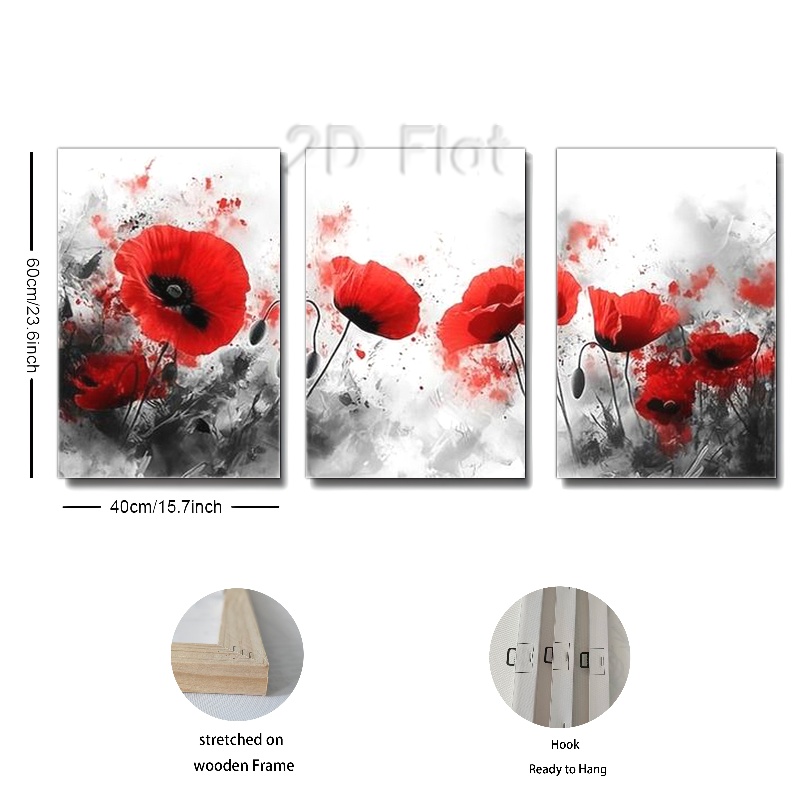 2D Flat
60cm/23.6inch
40cm/15.7inch
stretched on
wooden Frame
Hook
Ready to Hang